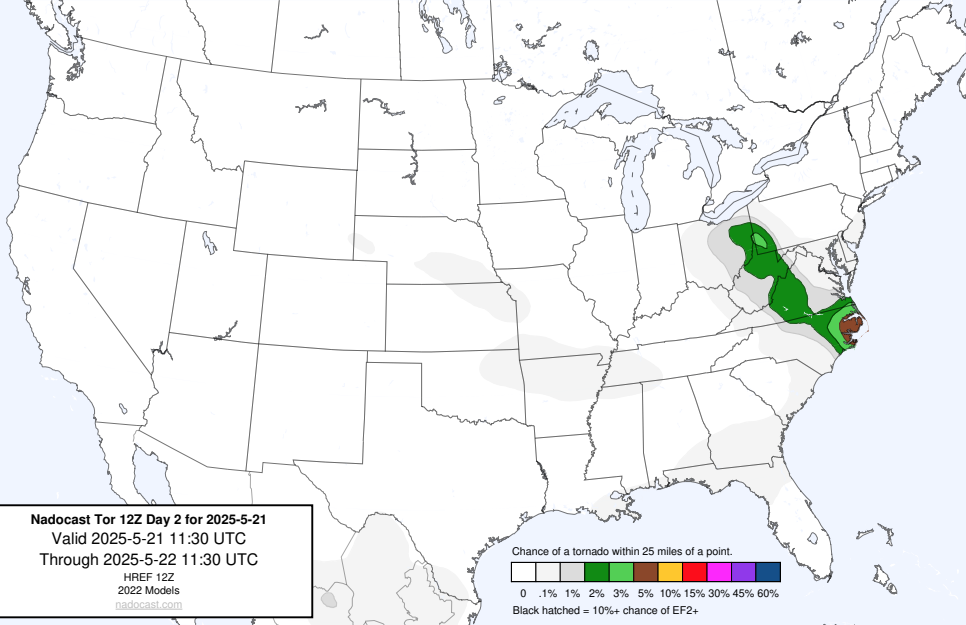 Nadocast Tor 12Z Day 2 for 2025-5-21
Valid 2025-5-21 11:30 UTC
Through 2025-5-22 11:30 UTC
HREF 12Z
2022 Models
nadocast.com
Chance of a tornado within 25 miles of a point.
0 .1% 1% 2% 3% 5% 10% 15% 30% 45% 60%
Black hatched = 10%+ chance of EF2+